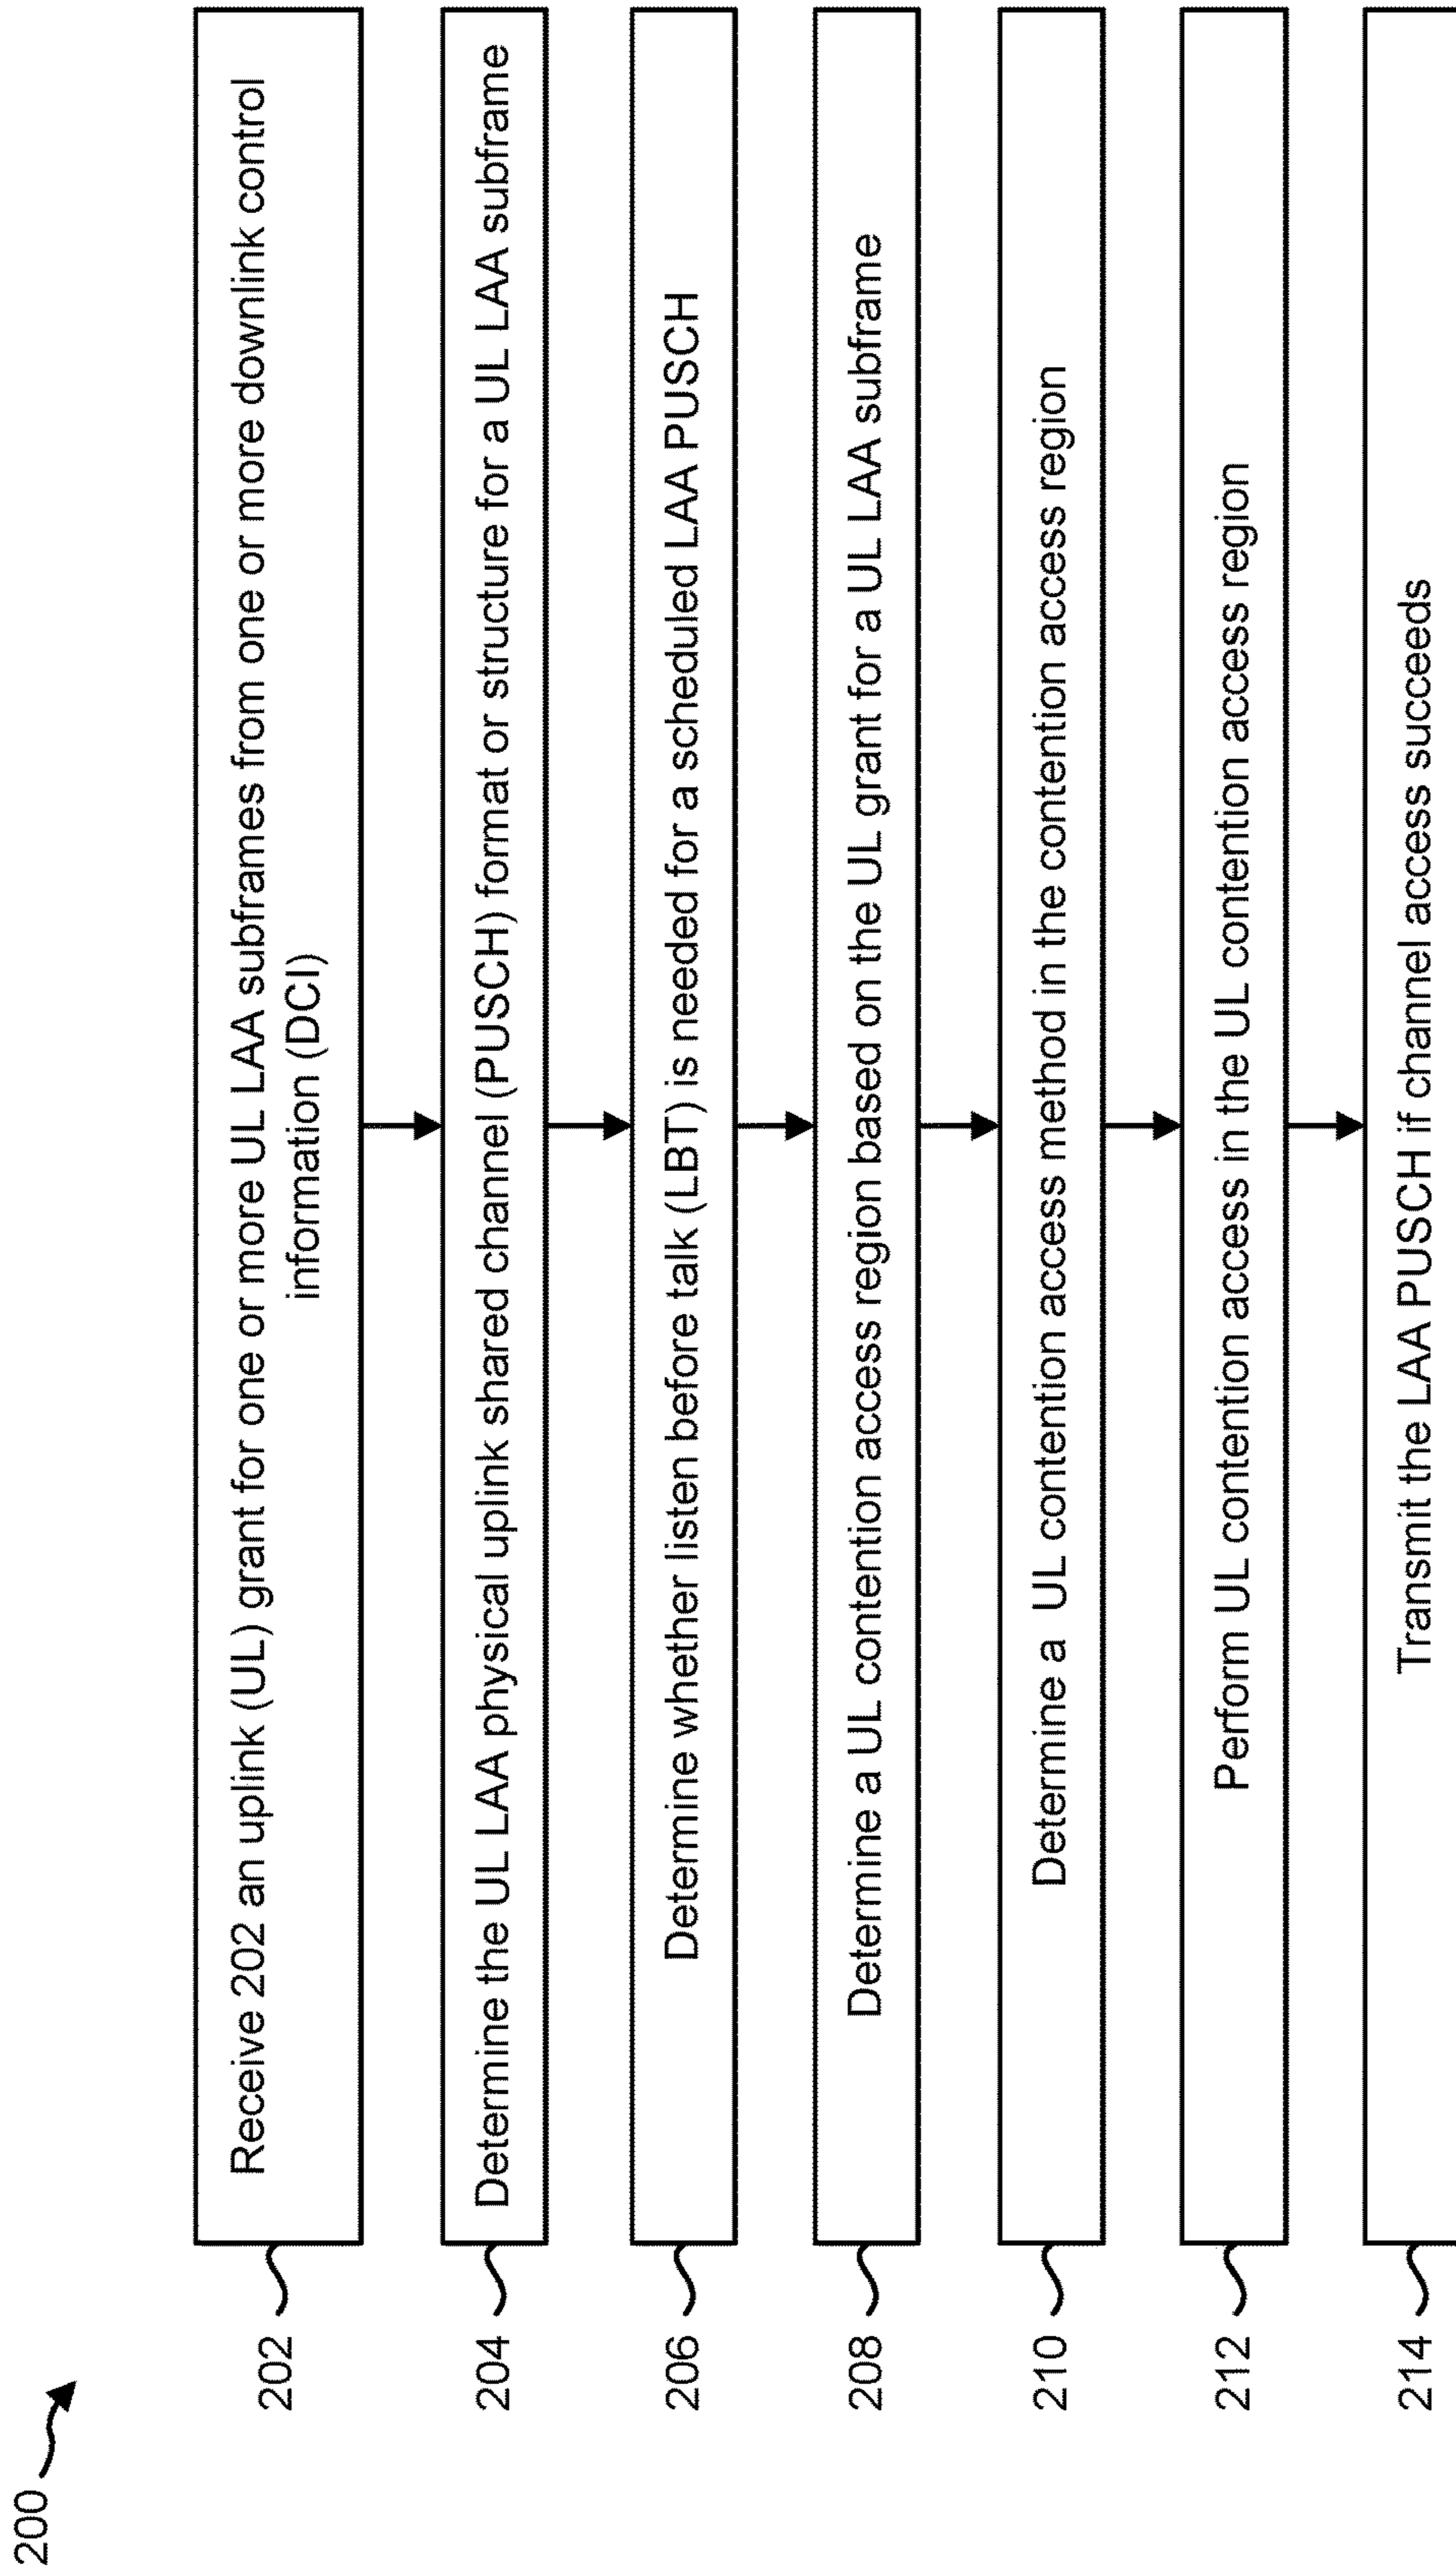 200
202
Receive 202 an uplink (UL) grant for one or more UL LAA subframes from one or more downlink control
information (DCI)
204
Determine the UL LAA physical uplink shared channel (PUSCH) format or structure for a UL LAA subframe
206
Determine whether listen before talk (LBT) is needed for a scheduled LAA PUSCH
208
Determine a UL contention access region based on the UL grant for a UL LAA subframe
210
Determine a UL contention access method in the contention access region
212
Perform UL contention access in the UL contention access region
214
Transmit the LAA PUSCH if channel access succeeds